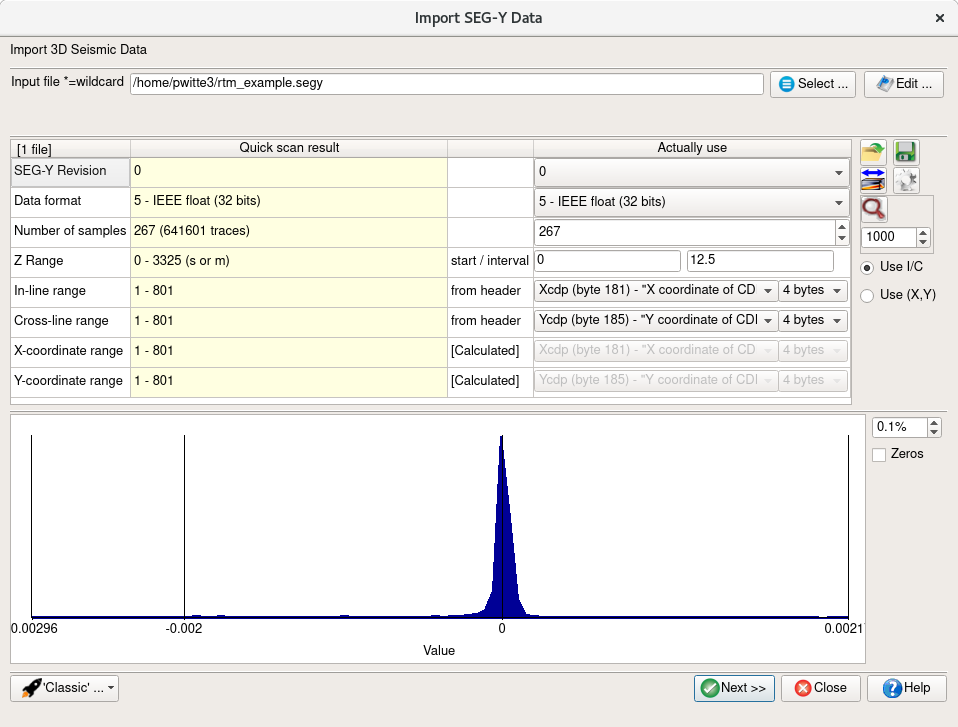 Import SEG-Y Data
Import 3D Seismic Data
Input file *=wildcard /home/pwitte3/rtm_example.segy Select ... Edit ...
[1 file] Quick scan result Actually use
SEG-Y Revision 0 0
Data format 5 - IEEE float (32 bits) 5 - IEEE float (32 bits)
Number of samples 267 (641601 traces) 267
1000
Z Range 0 - 3325 (s or m) start / interval 0 12.5
Use I/C
In-line range 1 - 801 from header Xcdp (byte 181) - "X coordinate of CD 4 bytes
Use (X,Y)
Cross-line range 1 - 801 from header Ycdp (byte 185) - "Y coordinate of CDI 4 bytes
X-coordinate range 1 - 801 [Calculated] Xcdp (byte 181) - "X coordinate of CD 4 bytes
Y-coordinate range 1 - 801 [Calculated] Ycdp (byte 185) - "Y coordinate of CDI 4 bytes
0.1%
Zeros
0.00296 -0.002 0 0.0021
Value
'Classic' ... Next >> Close Help